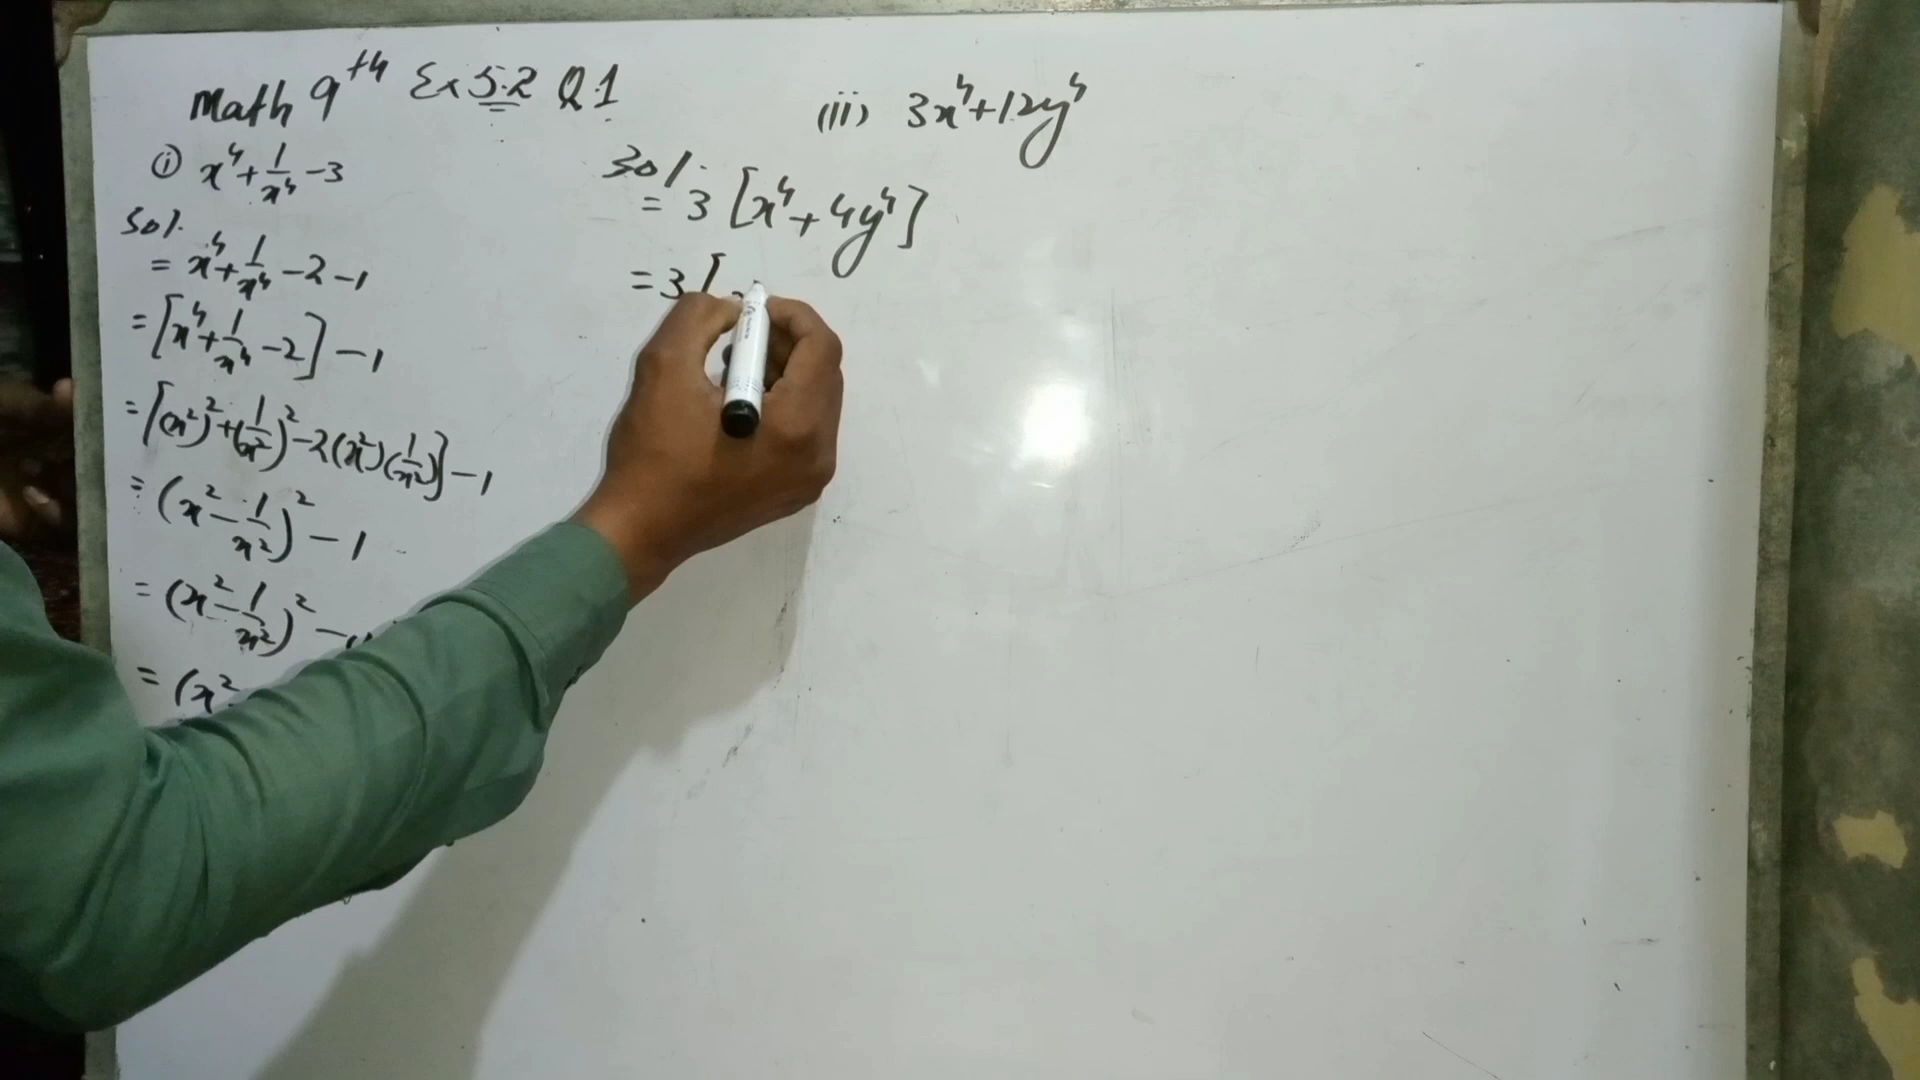 Math 9th Ex 5.2 Q.1
(i) x⁴+1/x⁴-3
Sol.
= x⁴+1/x⁴-2-1
=[x⁴+1/x⁴-2]-1
=[(x²)²+(1/x²)²-2(x²)(1/x²)]-1
=(x²-1/x²)²-1
=(x²-1/x²)²-
=(x²
(ii) 3x⁴+12y⁴
Sol.
= 3[x⁴+4y⁴]
=3[